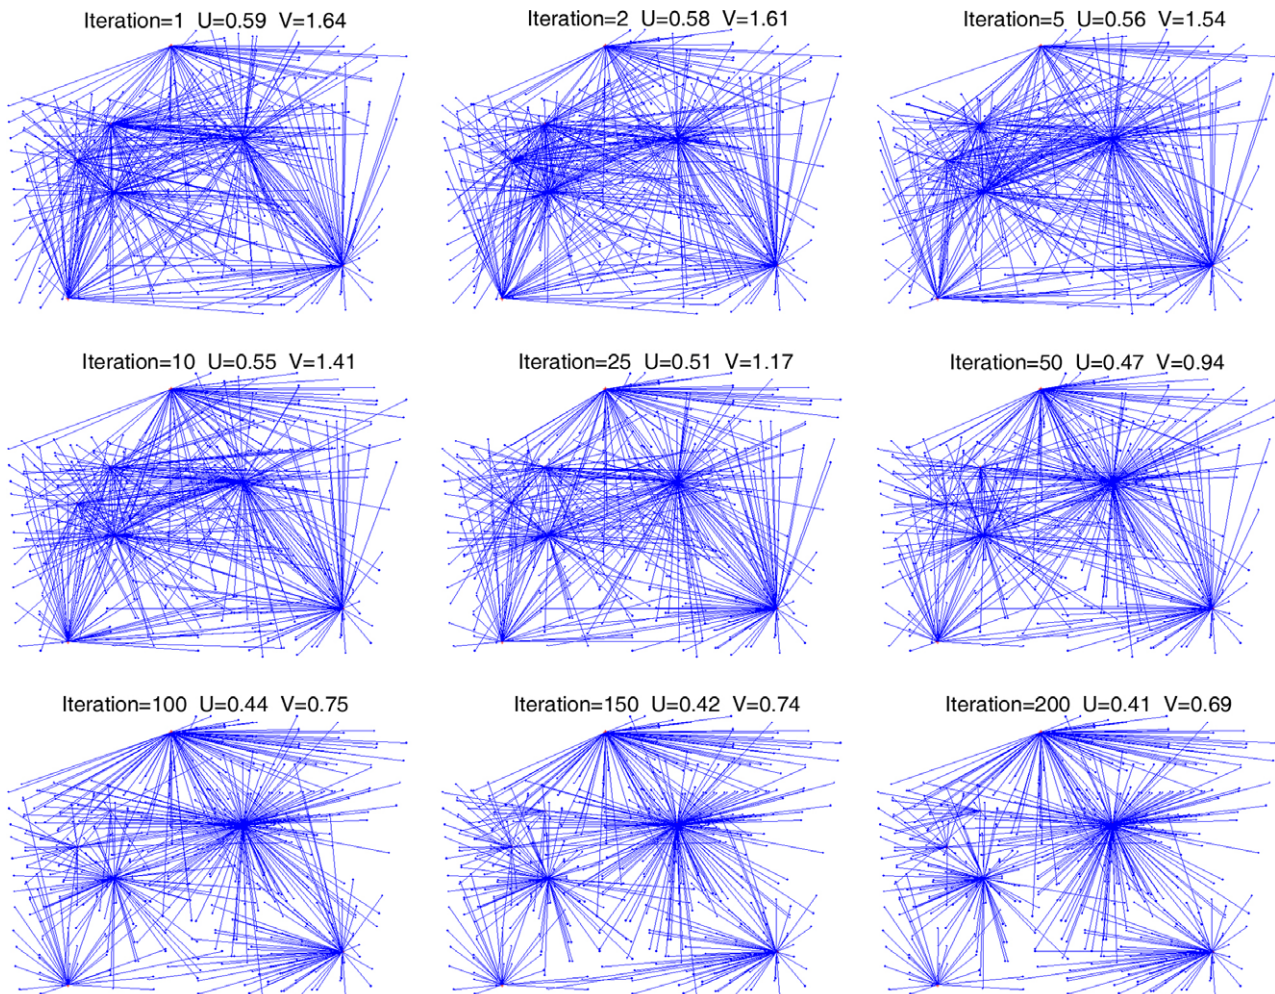 Iteration=1 U=0.59 V=1.64
Iteration=2 U=0.58 V=1.61
Iteration=5 U=0.56 V=1.54
Iteration=10 U=0.55 V=1.41
Iteration=25 U=0.51 V=1.17
Iteration=50 U=0.47 V=0.94
Iteration=100 U=0.44 V=0.75
Iteration=150 U=0.42 V=0.74
Iteration=200 U=0.41 V=0.69